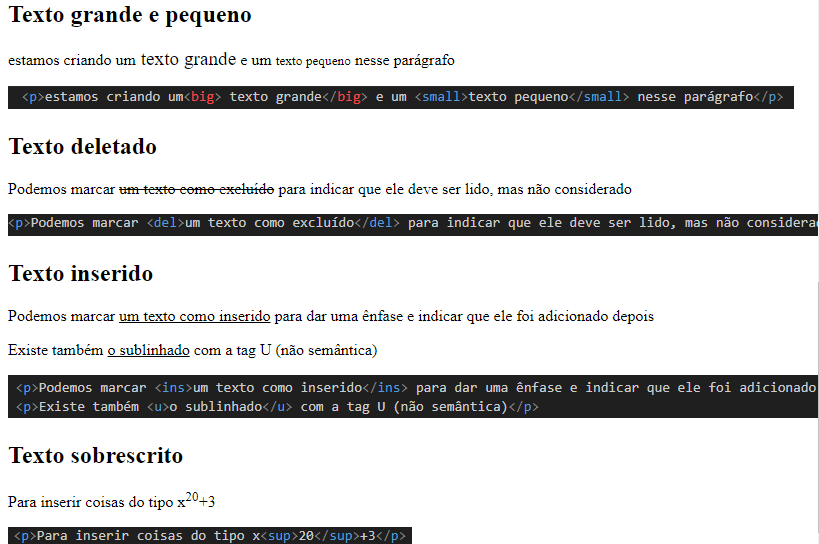 Texto grande e pequeno
estamos criando um texto grande e um texto pequeno nesse parágrafo
<p>estamos criando um<big> texto grande</big> e um <small>texto pequeno</small> nesse parágrafo</p>
Texto deletado
Podemos marcar um texto como excluído para indicar que ele deve ser lido, mas não considerado
<p>Podemos marcar <del>um texto como excluído</del> para indicar que ele deve ser lido, mas não considera
Texto inserido
Podemos marcar um texto como inserido para dar uma ênfase e indicar que ele foi adicionado depois
Existe também o sublinhado com a tag U (não semântica)
<p>Podemos marcar <ins>um texto como inserido</ins> para dar uma ênfase e indicar que ele foi adicionado
<p>Existe também <u>o sublinhado</u> com a tag U (não semântica)</p>
Texto sobrescrito
Para inserir coisas do tipo x²⁰+3
<p>Para inserir coisas do tipo x<sup>20</sup>+3</p>